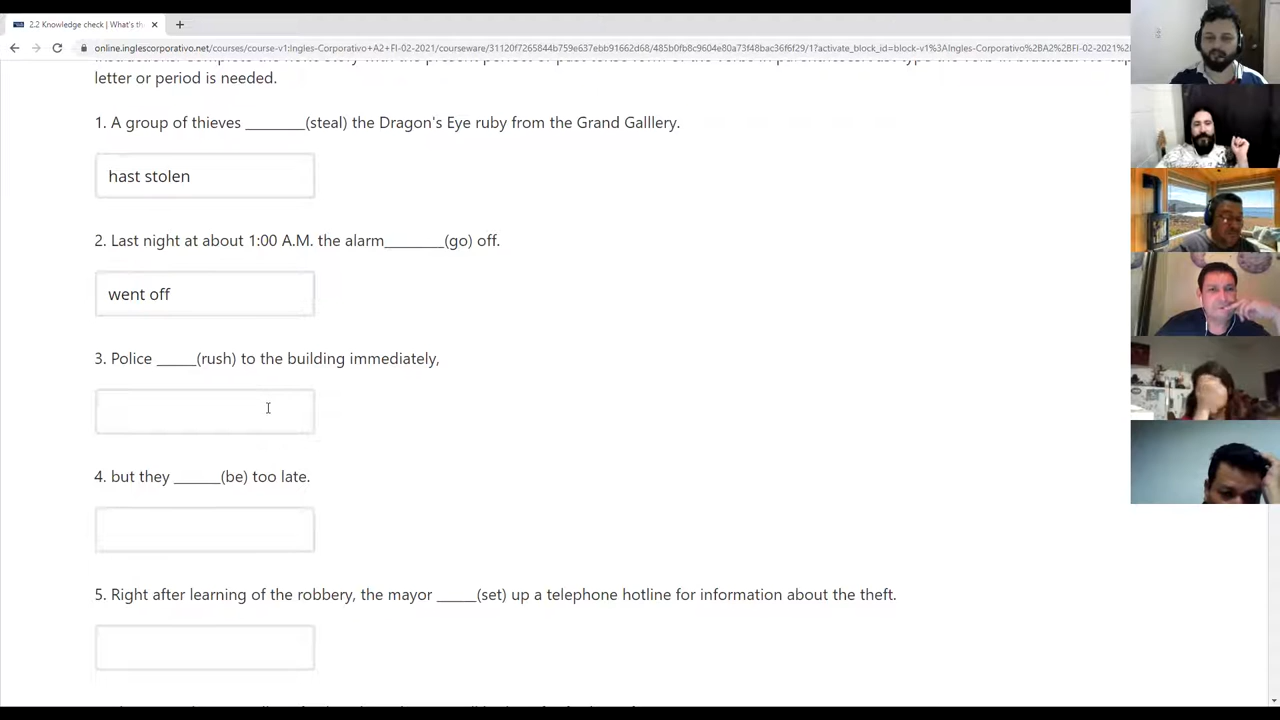 2.2 Knowledge check | What's th
online.inglescorporativo.net/courses/course-v1:Ingles-Corporativo+A2+FI-02-2021/courseware/31120f7265844b759e637ebb91662d68/485b0fb8c9604e80a73f48bac36f6f29/1?activate_block_id=block-v1%3AIngles-Corporativo%2BA2%2BFI-02-2021%
letter or period is needed.
1. A group of thieves ________(steal) the Dragon's Eye ruby from the Grand Galllery.
hast stolen
2. Last night at about 1:00 A.M. the alarm________(go) off.
went off
3. Police _____(rush) to the building immediately,
4. but they ______(be) too late.
5. Right after learning of the robbery, the mayor _____(set) up a telephone hotline for information about the theft.